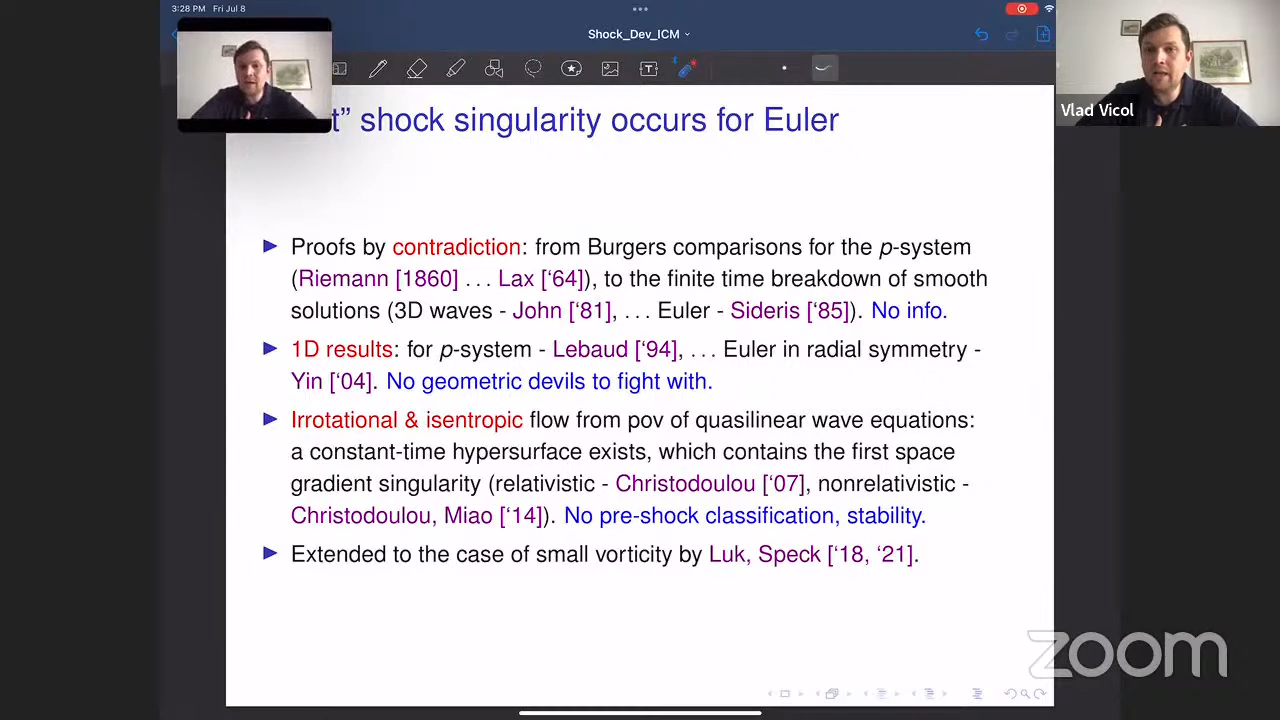 3:28 PM Fri Jul 8
Shock_Dev_ICM
t” shock singularity occurs for Euler
Vlad Vicol
Proofs by contradiction: from Burgers comparisons for the p-system
(Riemann [1860] ... Lax [‘64]), to the finite time breakdown of smooth
solutions (3D waves - John [‘81], ... Euler - Sideris [‘85]). No info.
1D results: for p-system - Lebaud [‘94], ... Euler in radial symmetry -
Yin [‘04]. No geometric devils to fight with.
Irrotational & isentropic flow from pov of quasilinear wave equations:
a constant-time hypersurface exists, which contains the first space
gradient singularity (relativistic - Christodoulou [‘07], nonrelativistic -
Christodoulou, Miao [‘14]). No pre-shock classification, stability.
Extended to the case of small vorticity by Luk, Speck [‘18, ‘21].
zoom